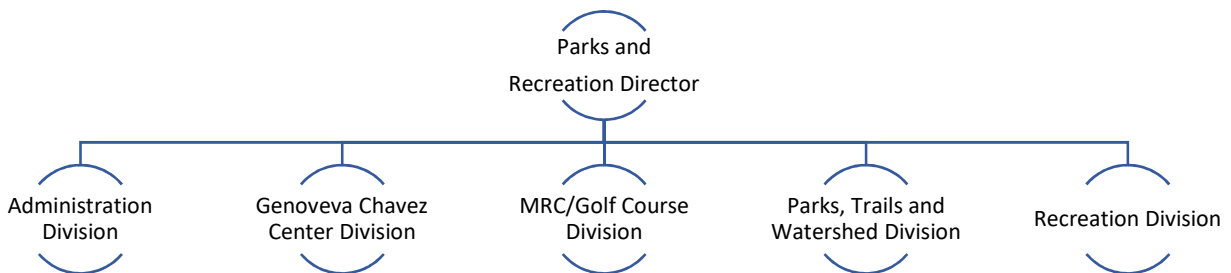 Parks and
Recreation Director
Administration
Division
Genoveva Chavez
Center Division
MRC/Golf Course
Division
Parks, Trails and
Watershed Division
Recreation Division